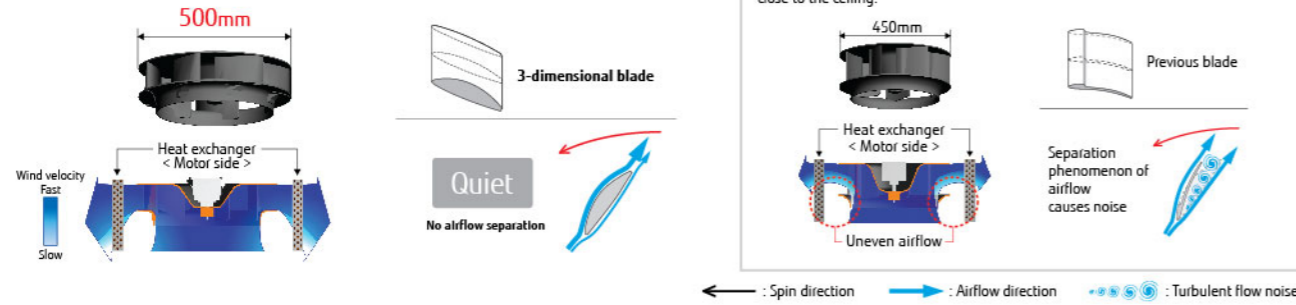 500mm
3-dimensional blade
Heat exchanger
< Motor side >
Wind velocity
Fast
Slow
Quiet
No airflow separation
close to the ceiling.
450mm
Previous blade
Heat exchanger
< Motor side >
Uneven airflow
Separation
phenomenon of
airflow
causes noise
: Spin direction
: Airflow direction
: Turbulent flow noise